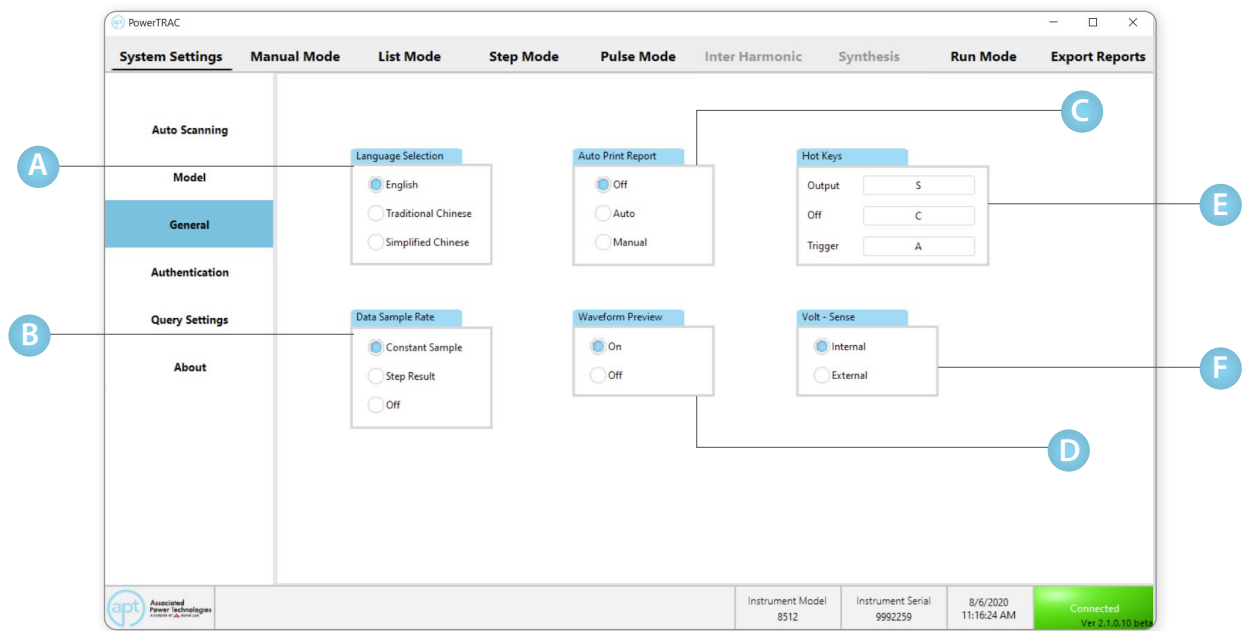 PowerTRAC
System Settings Manual Mode List Mode Step Mode Pulse Mode Inter Harmonic Synthesis Run Mode Export Reports
Auto Scanning
Model
General
Authentication
Query Settings
About
A
Language Selection
English
Traditional Chinese
Simplified Chinese
B
Data Sample Rate
Constant Sample
Step Result
Off
C
Auto Print Report
Off
Auto
Manual
D
Waveform Preview
On
Off
E
Hot Keys
Output S
Off C
Trigger A
F
Volt - Sense
Internal
External
apt
Associated
Power Technologies
Instrument Model
8512
Instrument Serial
9992259
8/6/2020
11:16:24 AM
Connected
Ver 2.1.0.10 beta